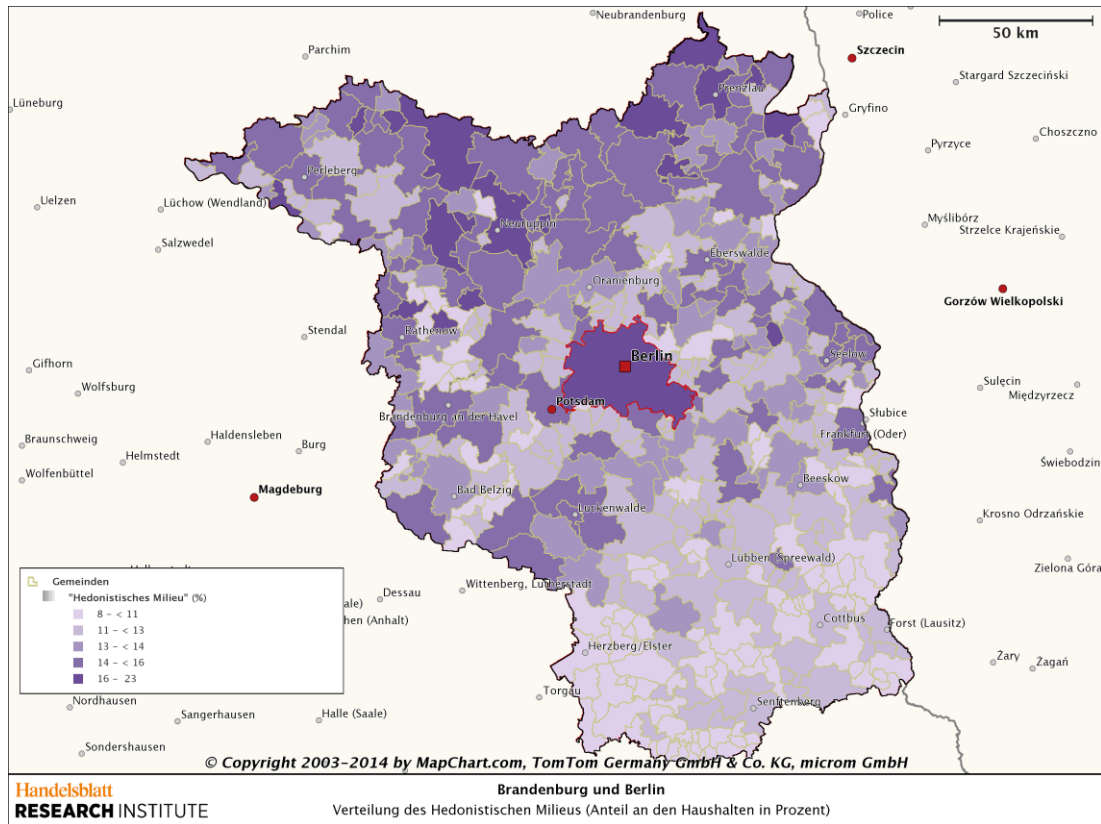 Neubrandenburg
Police
50 km
Parchim
Szczecin
Stargard Szczeciński
Prenzlau
Lüneburg
Gryfino
Choszczno
Pyrzyce
Perleberg
Uelzen
Lüchow (Wendland)
Myślibórz
Neuruppin
Strzelce Krajeńskie
Salzwedel
Eberswalde
Oranienburg
Gorzów Wielkopolski
Stendal
Rathenow
Berlin
Seelow
Gifhorn
Wolfsburg
Sulęcin
Międzyrzecz
Potsdam
Brandenburg an der Havel
Słubice
Frankfurt (Oder)
Braunschweig
Haldensleben
Burg
Helmstedt
Świebodzin
Wolfenbüttel
Magdeburg
Bad Belzig
Beeskow
Luckenwalde
Krosno Odrzańskie
Lübben (Spreewald)
Zielona Góra
Wittenberg, Lutherstadt
Dessau
ale)
hen (Anhalt)
Gemeinden
"Hedonistisches Milieu" (%)
8 - < 11
11 - < 13
13 - < 14
14 - < 16
16 - 23
Cottbus
Forst (Lausitz)
Herzberg/Elster
Żary
Żagań
Torgau
Nordhausen
Senftenberg
Sangerhausen
Halle (Saale)
Sondershausen
© Copyright 2003-2014 by MapChart.com, TomTom Germany GmbH & Co. KG, microm GmbH
Handelsblatt
RESEARCH INSTITUTE
Brandenburg und Berlin
Verteilung des Hedonistischen Milieus (Anteil an den Haushalten in Prozent)